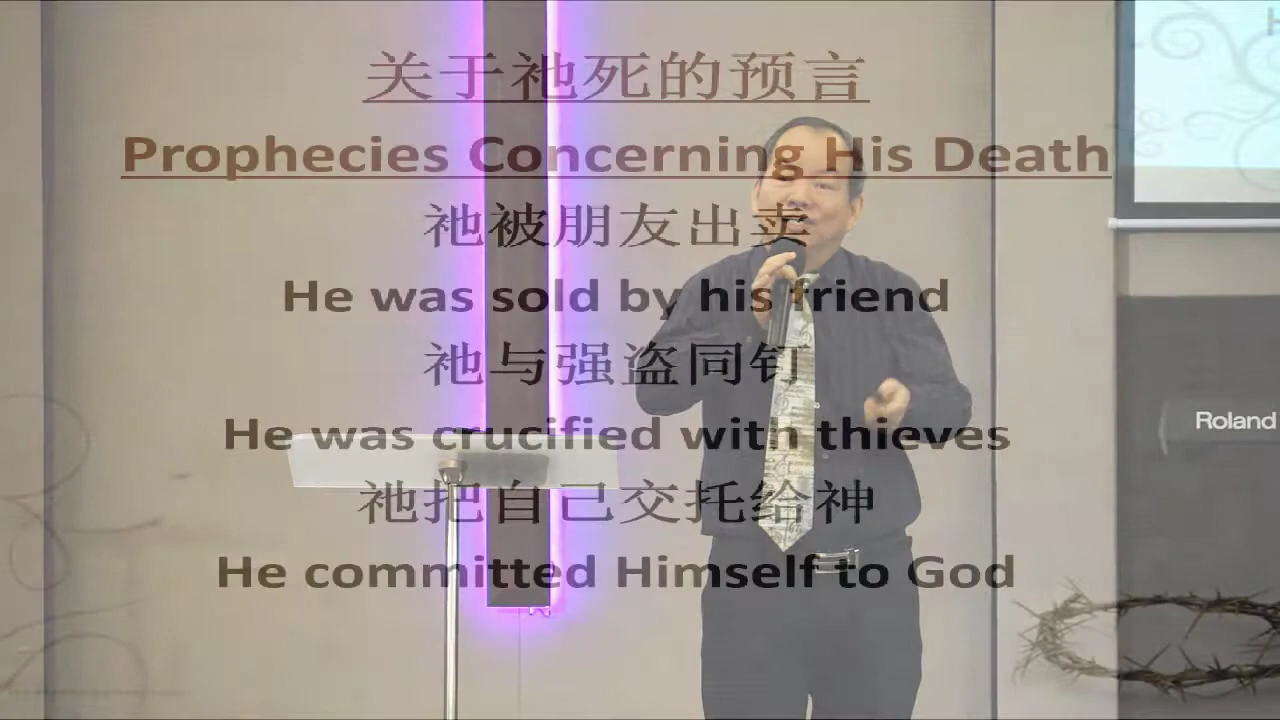 关于祂死的预言
Prophecies Concerning His Death
祂被朋友出卖
He was sold by his friend
祂与强盗同钉
He was crucified with thieves
祂把自己交托给神
He committed Himself to God
Roland